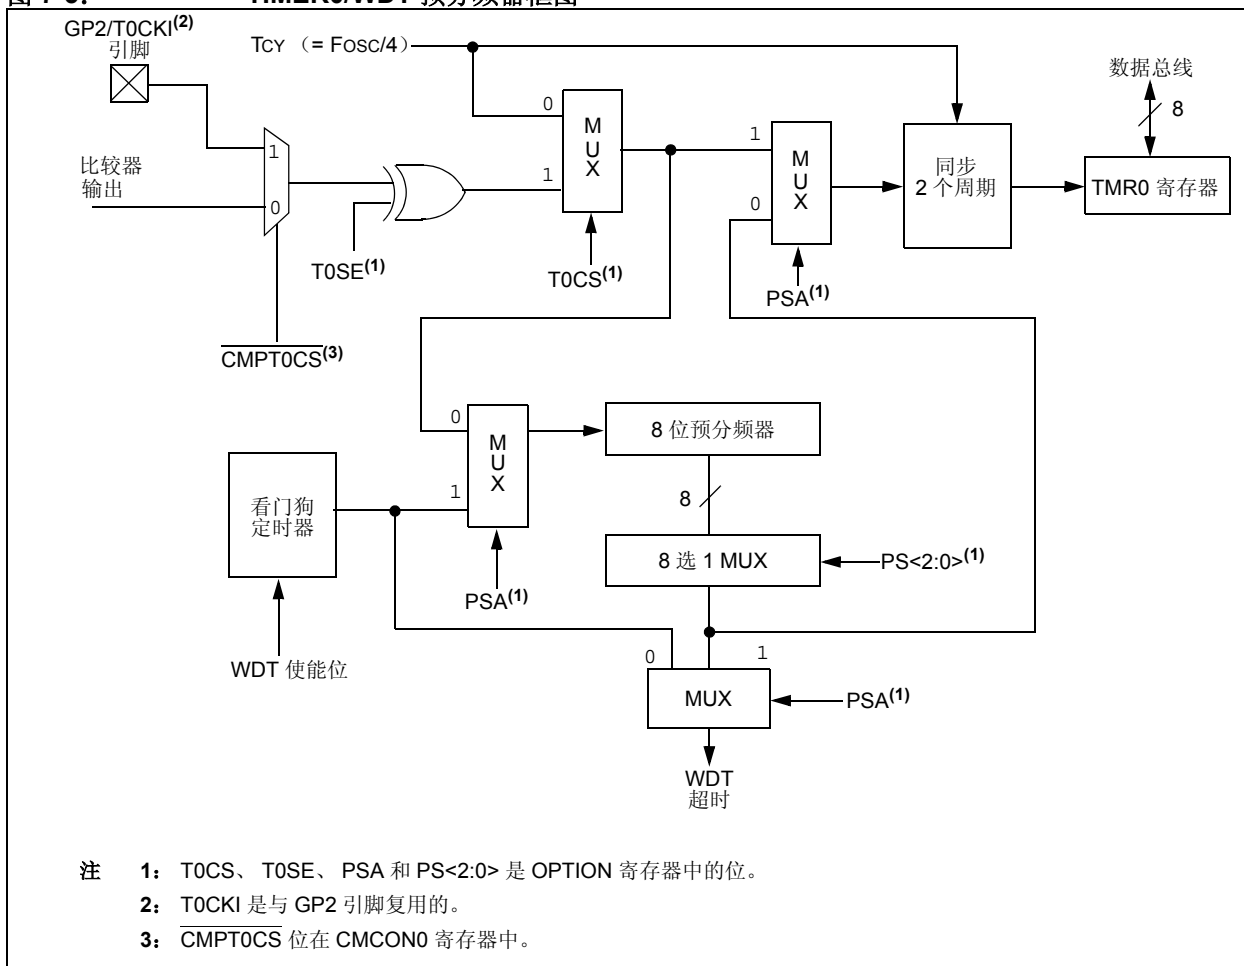 GP2/T0CKI(2)
引脚
TCY （= FOSC/4）
数据总线
8
0
M
U
X
1
T0CS(1)
1
0
比较器
输出
T0SE(1)
CMPT0CS(3)
1
M
U
X
0
PSA(1)
同步
2 个周期
TMR0 寄存器
0
M
U
X
1
PSA(1)
8 位预分频器
8
8 选 1 MUX
PS<2:0>(1)
看门狗
定时器
WDT 使能位
0
1
MUX
PSA(1)
WDT
超时
注 1： T0CS、 T0SE、 PSA 和 PS<2:0> 是 OPTION 寄存器中的位。
2： T0CKI 是与 GP2 引脚复用的。
3： CMPT0CS 位在 CMCON0 寄存器中。